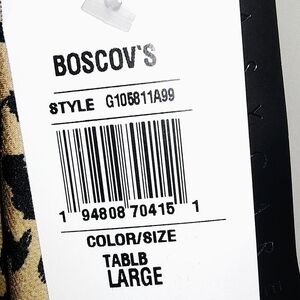 BOSCOV'S
STYLE G105811A99
1 94808 70415 1
COLOR/SIZE
TABLB
LARGE